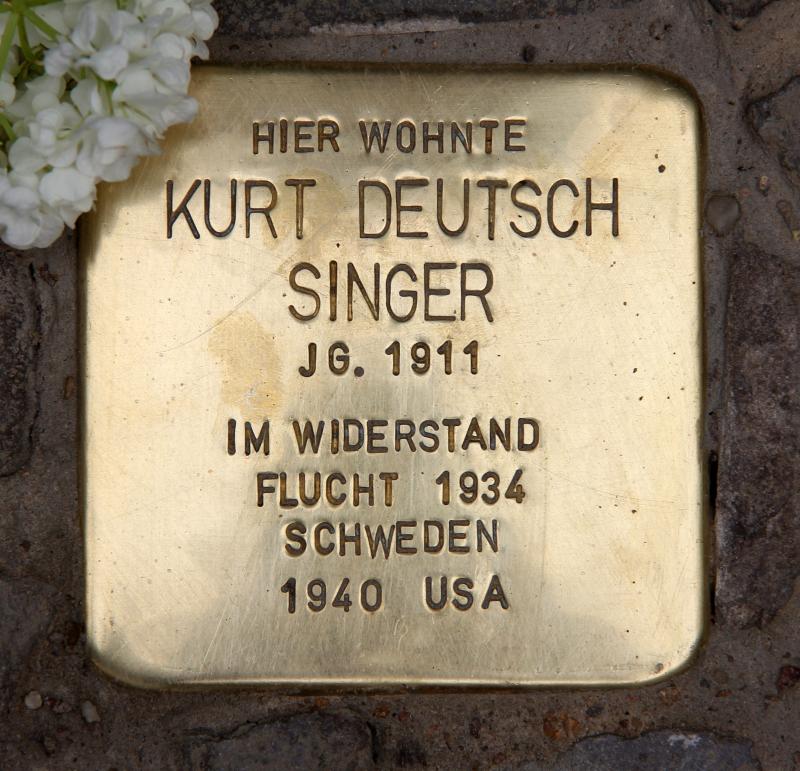 HIER WOHNTE
KURT DEUTSCH
SINGER
JG. 1911
IM WIDERSTAND
FLUCHT 1934
SCHWEDEN
1940 USA